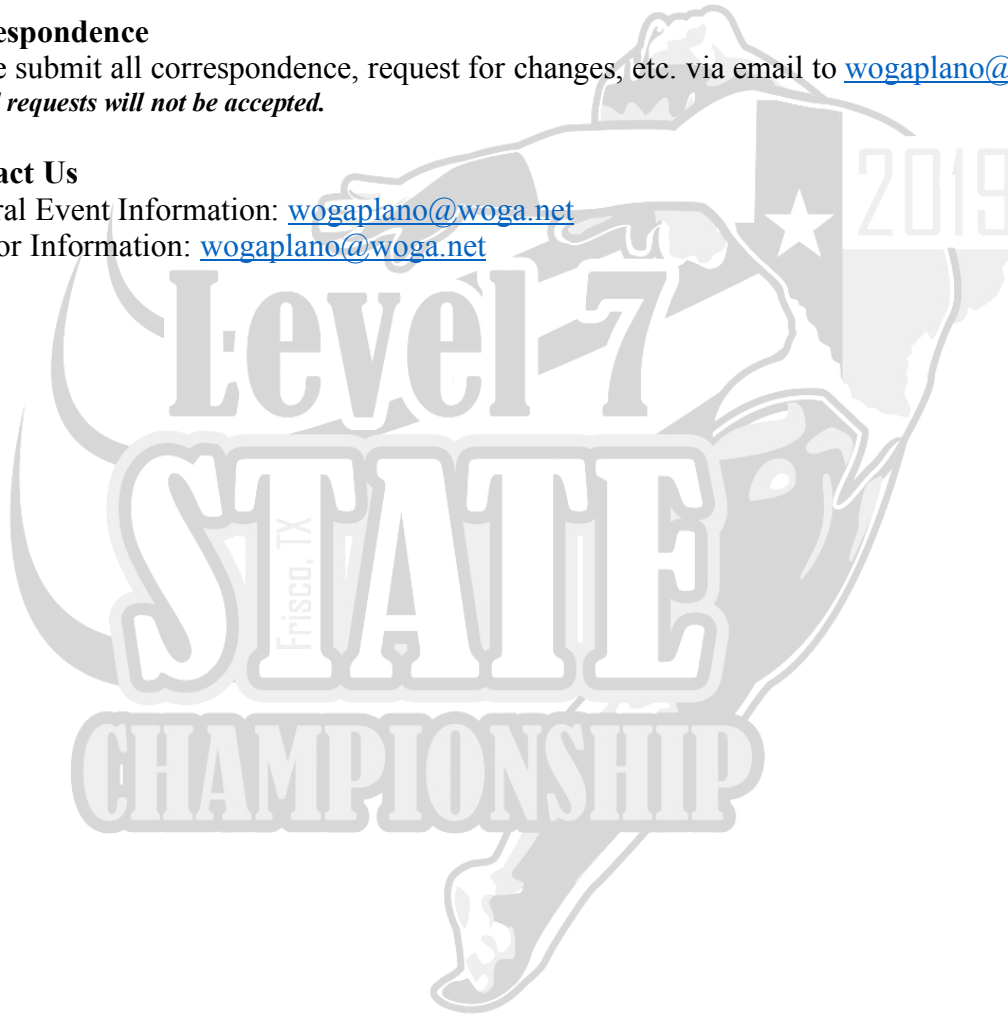 espondence
e submit all correspondence, request for changes, etc. via email to wogaplano@
l requests will not be accepted.
act Us
ral Event Information: wogaplano@woga.net
or Information: wogaplano@woga.net
2019
Level 7
STATE
Frisco, TX
CHAMPIONSHIP